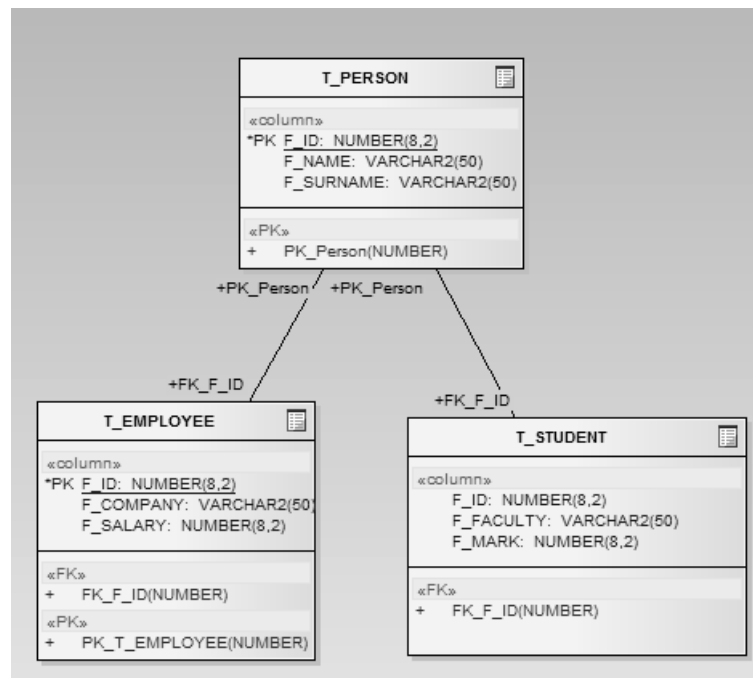 T_PERSON
«column»
*PK F_ID: NUMBER(8,2)
F_NAME: VARCHAR2(50)
F_SURNAME: VARCHAR2(50)
«PK»
+ PK_Person(NUMBER)
+PK_Person +PK_Person
+FK_F_ID
+FK_F_ID
T_EMPLOYEE
«column»
*PK F_ID: NUMBER(8,2)
F_COMPANY: VARCHAR2(50)
F_SALARY: NUMBER(8,2)
«FK»
+ FK_F_ID(NUMBER)
«PK»
+ PK_T_EMPLOYEE(NUMBER)
T_STUDENT
«column»
F_ID: NUMBER(8,2)
F_FACULTY: VARCHAR2(50)
F_MARK: NUMBER(8,2)
«FK»
+ FK_F_ID(NUMBER)